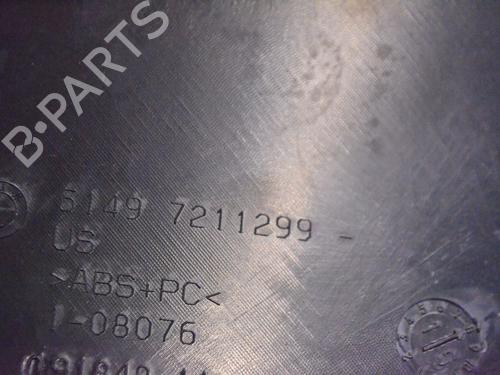 B-PARTS
5149 7211299 -
US
>ABS+PC<
1-08076